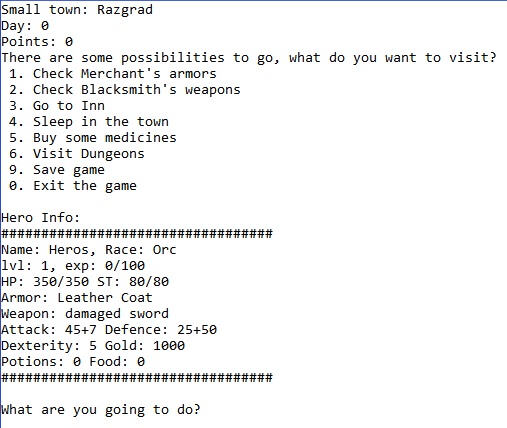 Small town: Razgrad
Day: 0
Points: 0
There are some possibilities to go, what do you want to visit?
1. Check Merchant's armors
2. Check Blacksmith's weapons
3. Go to Inn
4. Sleep in the town
5. Buy some medicines
6. Visit Dungeons
9. Save game
0. Exit the game
Hero Info:
##################################
Name: Heros, Race: Orc
lvl: 1, exp: 0/100
HP: 350/350 ST: 80/80
Armor: Leather Coat
Weapon: damaged sword
Attack: 45+7 Defence: 25+50
Dexterity: 5 Gold: 1000
Potions: 0 Food: 0
##################################
What are you going to do?